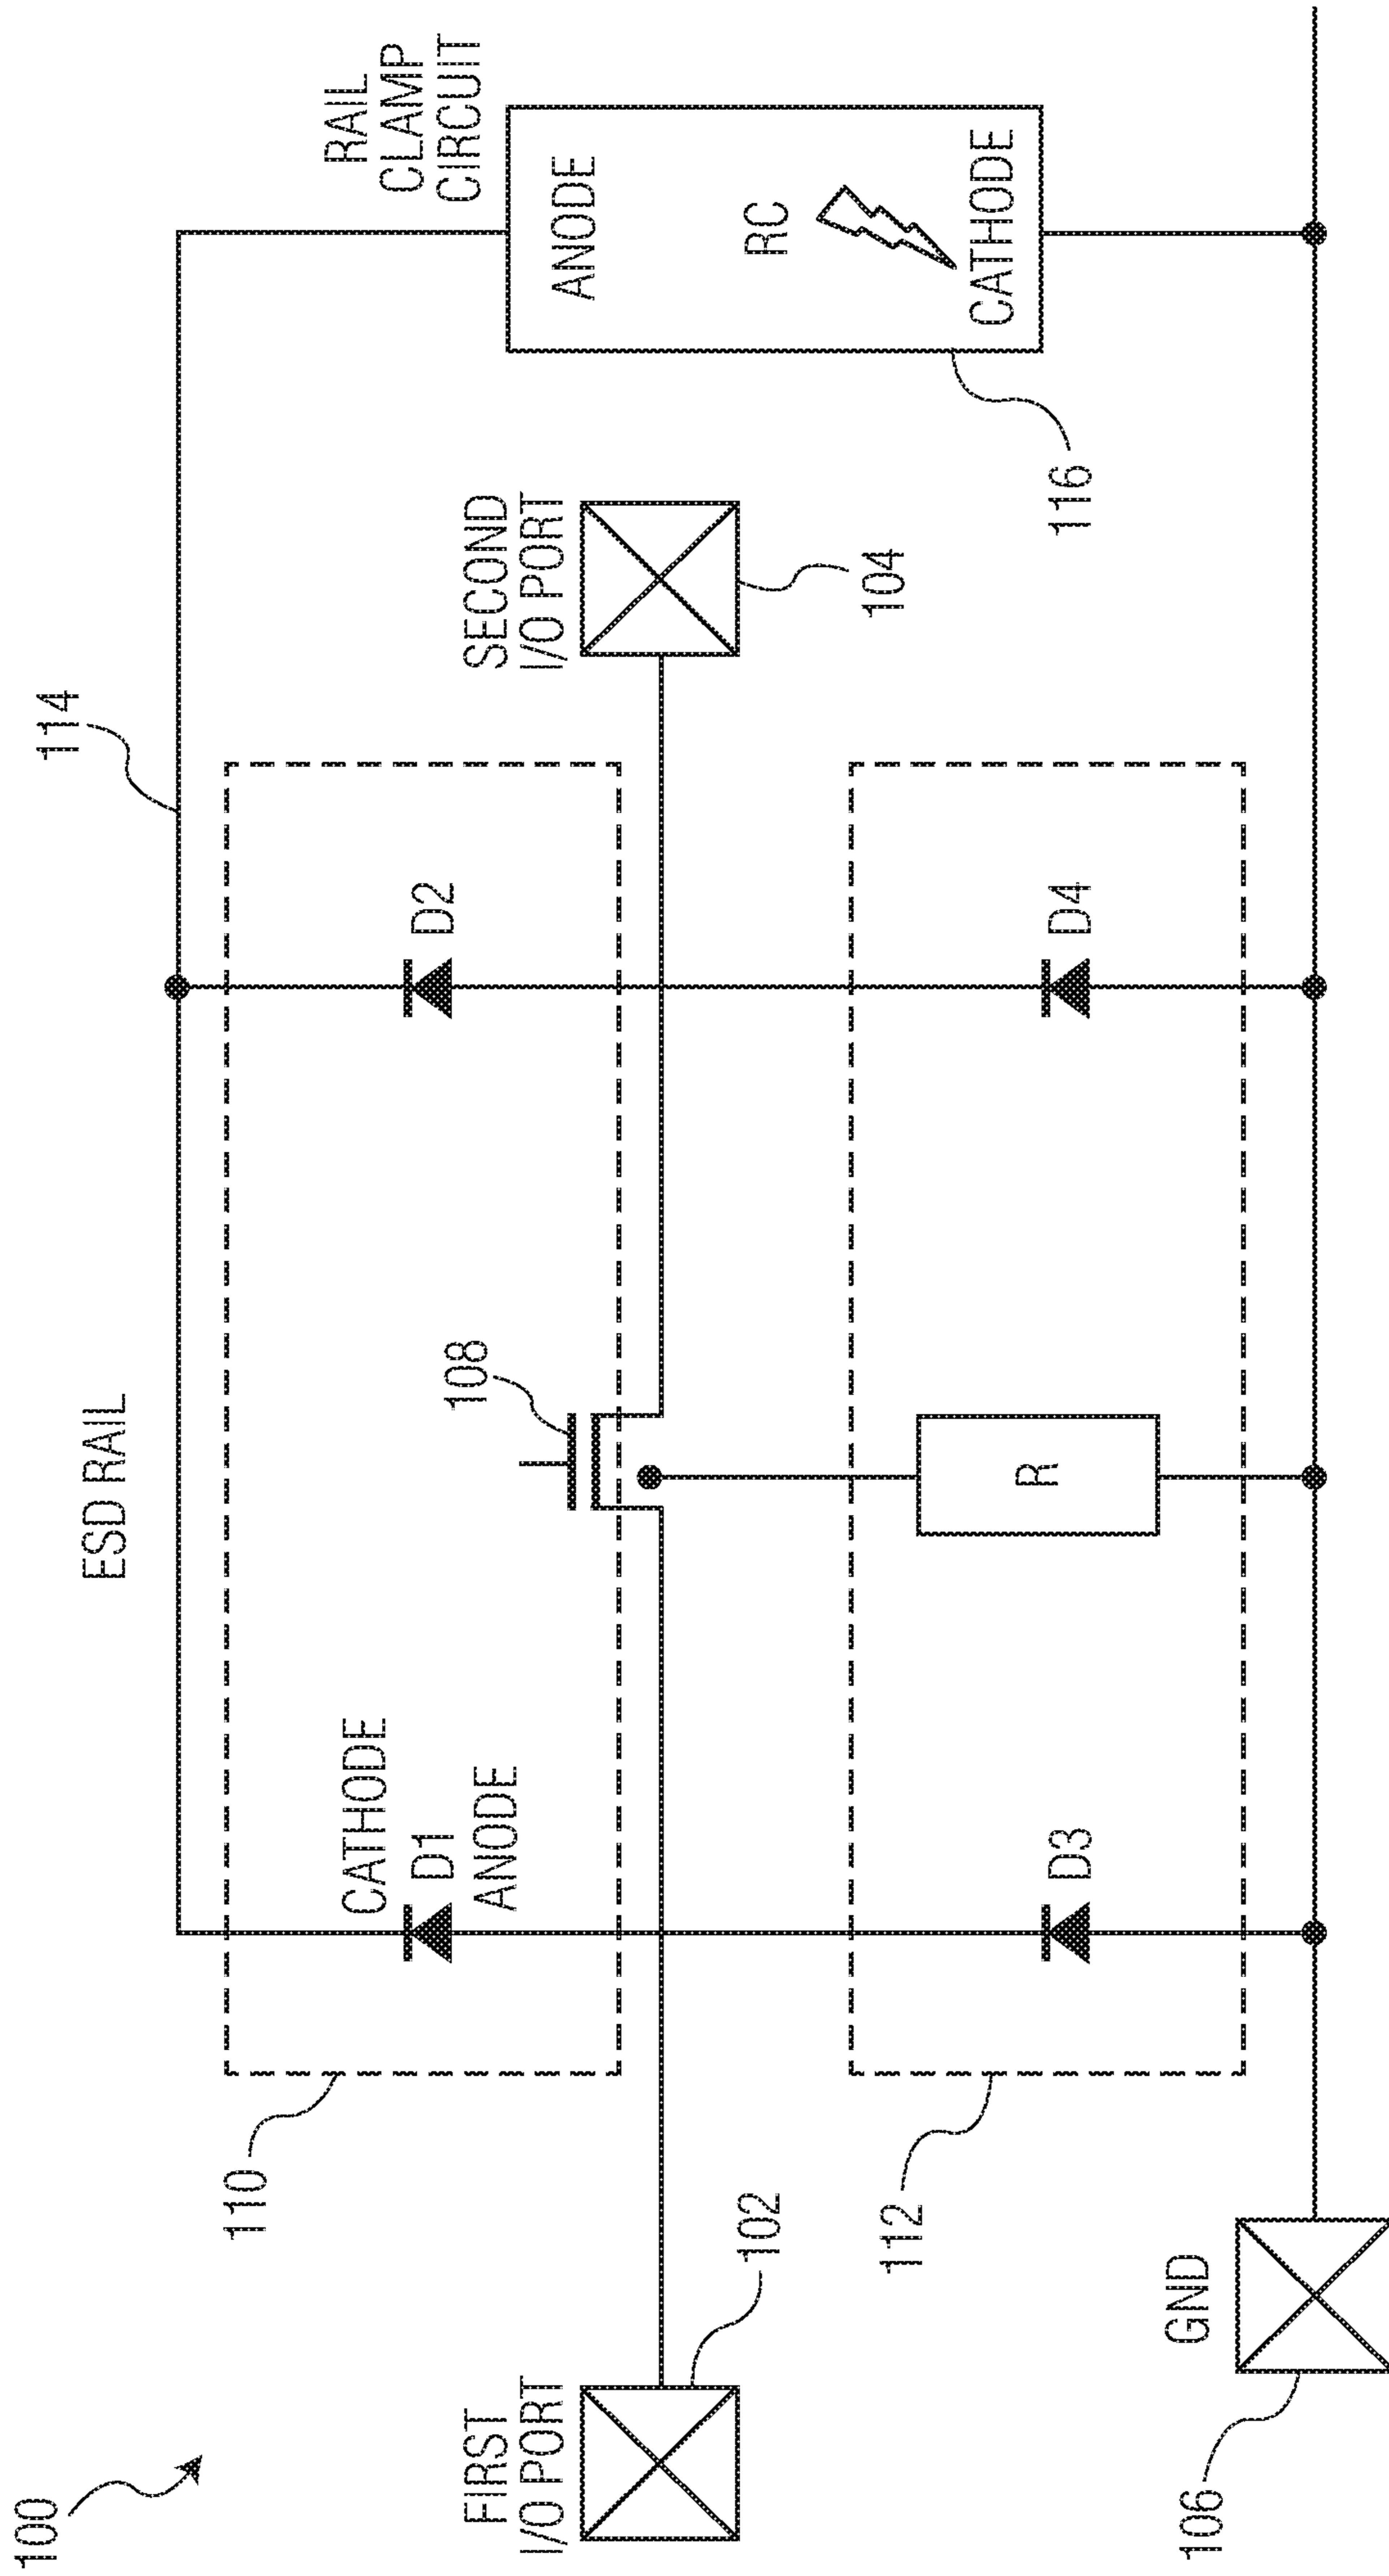 100
ESD RAIL
114
RAIL
CLAMP
CIRCUIT
110
CATHODE
D1
ANODE
D2
108
FIRST
I/O PORT
102
SECOND
I/O PORT
104
ANODE
RC
CATHODE
116
112
D3
R
D4
GND
106